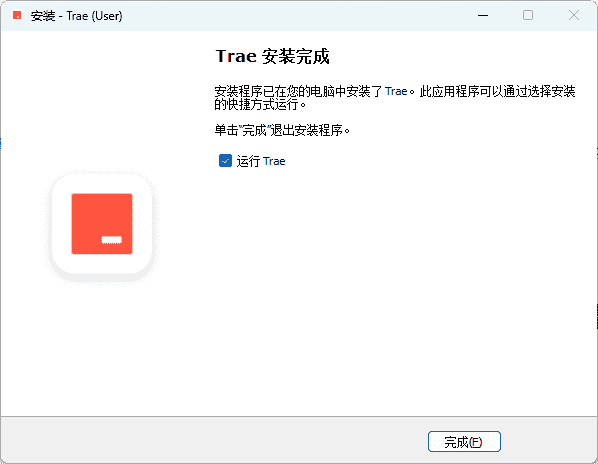 安装 - Trae (User)
Trae 安装完成
安装程序已在您的电脑中安装了 Trae。此应用程序可以通过选择安装
的快捷方式运行。
单击“完成”退出安装程序。
运行 Trae
完成(F)